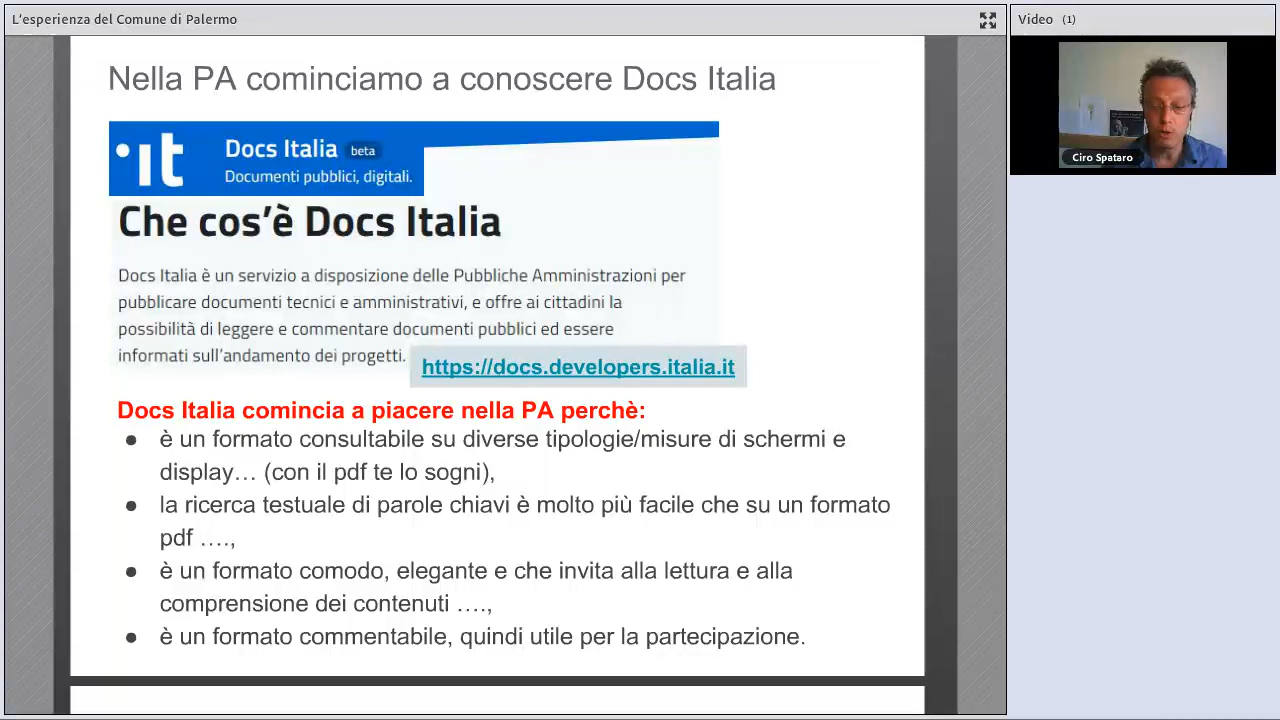 L'esperienza del Comune di Palermo
Video (1)
Nella PA cominciamo a conoscere Docs Italia
it
Docs Italia beta
Documenti pubblici, digitali.
Che cos'è Docs Italia
Docs Italia è un servizio a disposizione delle Pubbliche Amministrazioni per
pubblicare documenti tecnici e amministrativi, e offre ai cittadini la
possibilità di leggere e commentare documenti pubblici ed essere
informati sull'andamento dei progetti.
https://docs.developers.italia.it
Docs Italia comincia a piacere nella PA perchè:
● è un formato consultabile su diverse tipologie/misure di schermi e
display… (con il pdf te lo sogni),
● la ricerca testuale di parole chiavi è molto più facile che su un formato
pdf ….,
● è un formato comodo, elegante e che invita alla lettura e alla
comprensione dei contenuti ….,
● è un formato commentabile, quindi utile per la partecipazione.
Ciro Spataro